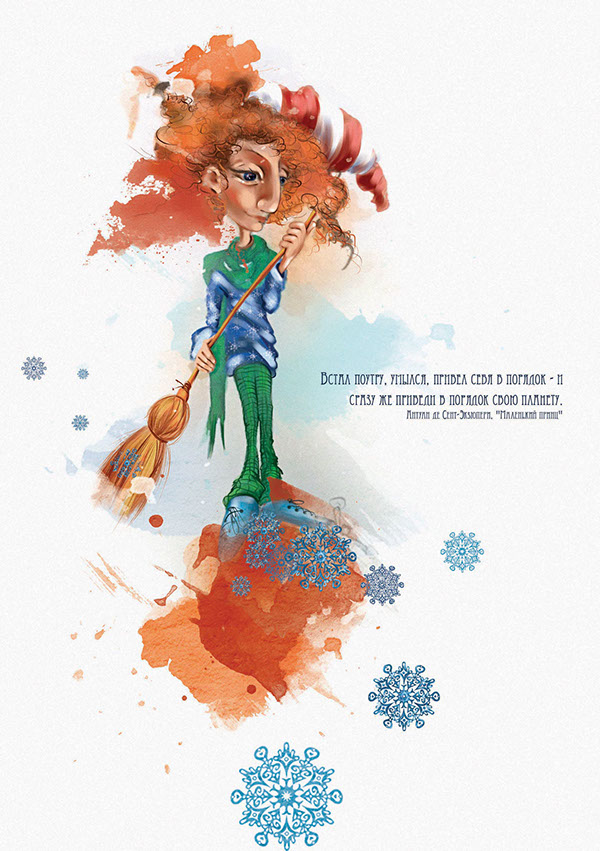 Встал поутру, умылся, привел себя в порядок - и
сразу же приведи в порядок свою планету.
Антуан де Сент-Экзюпери, "Маленький принц"